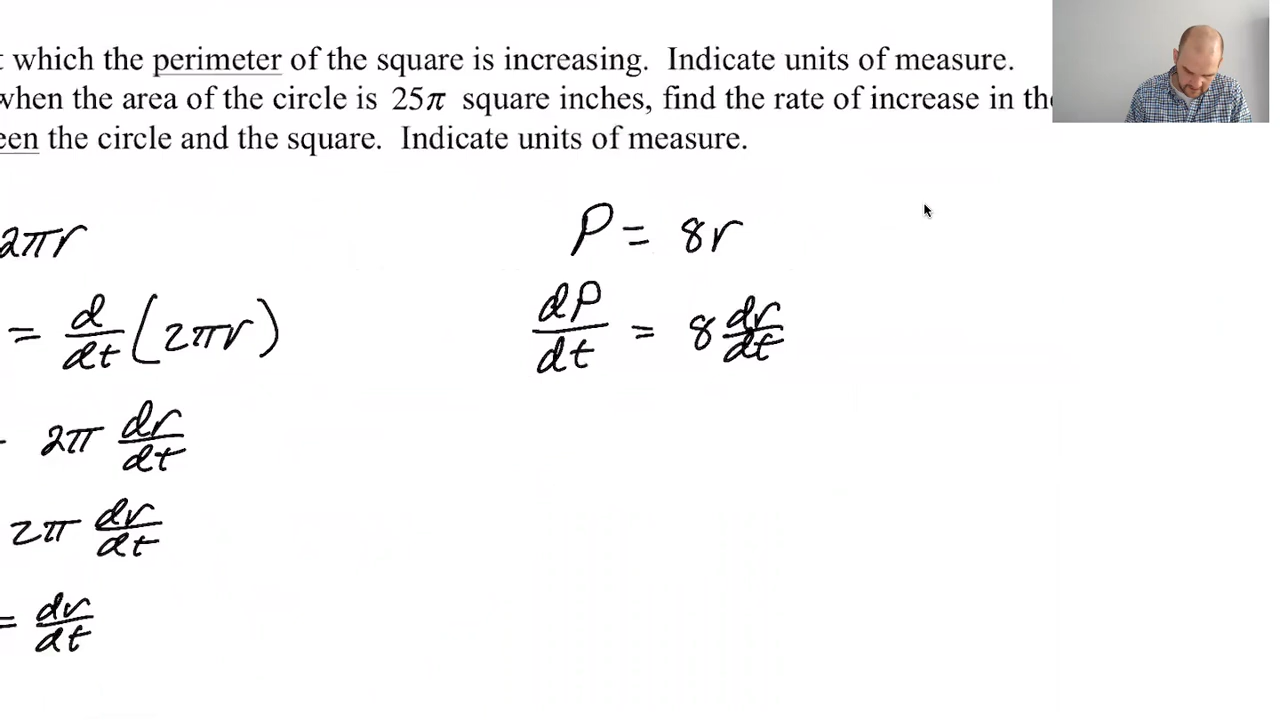 which the perimeter of the square is increasing. Indicate units of measure.
when the area of the circle is 25π square inches, find the rate of increase in the
een the circle and the square. Indicate units of measure.
2πr
= d/dt (2πr)
2π dr/dt
2π dr/dt
= dr/dt
P = 8r
dP/dt = 8 dr/dt